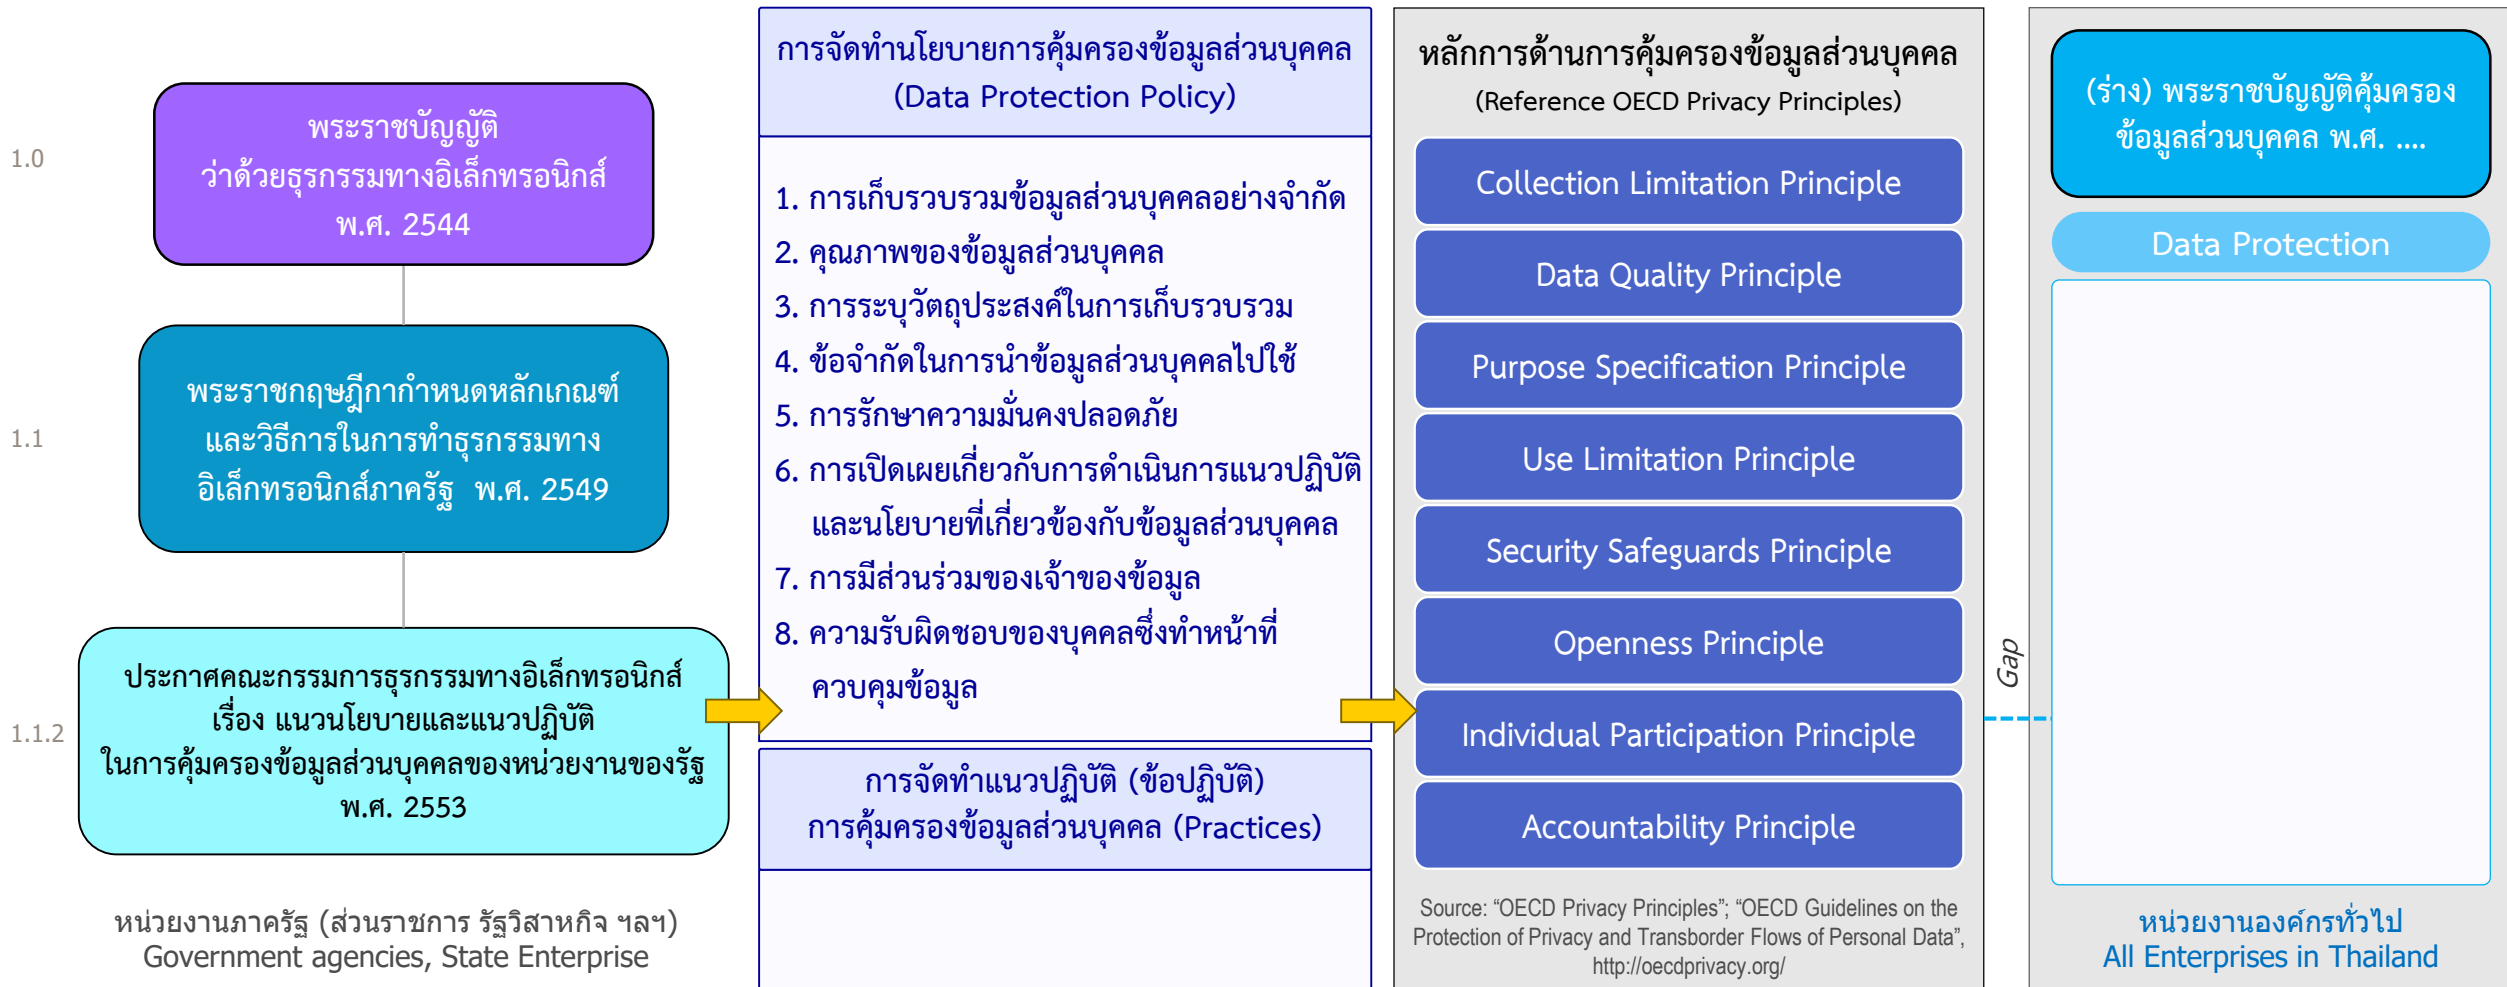 1.0
พระราชบัญญัติ
ว่าด้วยธุรกรรมทางอิเล็กทรอนิกส์
พ.ศ. 2544
1.1
พระราชกฤษฎีกากำหนดหลักเกณฑ์
และวิธีการในการทำธุรกรรมทาง
อิเล็กทรอนิกส์ภาครัฐ พ.ศ. 2549
1.1.2
ประกาศคณะกรรมการธุรกรรมทางอิเล็กทรอนิกส์
เรื่อง แนวนโยบายและแนวปฏิบัติ
ในการคุ้มครองข้อมูลส่วนบุคคลของหน่วยงานของรัฐ
พ.ศ. 2553
หน่วยงานภาครัฐ (ส่วนราชการ รัฐวิสาหกิจ ฯลฯ)
Government agencies, State Enterprise
การจัดทำนโยบายการคุ้มครองข้อมูลส่วนบุคคล
(Data Protection Policy)
1. การเก็บรวบรวมข้อมูลส่วนบุคคลอย่างจำกัด
2. คุณภาพของข้อมูลส่วนบุคคล
3. การระบุวัตถุประสงค์ในการเก็บรวบรวม
4. ข้อจำกัดในการนำข้อมูลส่วนบุคคลไปใช้
5. การรักษาความมั่นคงปลอดภัย
6. การเปิดเผยเกี่ยวกับการดำเนินการแนวปฏิบัติ
และนโยบายที่เกี่ยวข้องกับข้อมูลส่วนบุคคล
7. การมีส่วนร่วมของเจ้าของข้อมูล
8. ความรับผิดชอบของบุคคลซึ่งทำหน้าที่
ควบคุมข้อมูล
การจัดทำแนวปฏิบัติ (ข้อปฏิบัติ)
การคุ้มครองข้อมูลส่วนบุคคล (Practices)
หลักการด้านการคุ้มครองข้อมูลส่วนบุคคล
(Reference OECD Privacy Principles)
Collection Limitation Principle
Data Quality Principle
Purpose Specification Principle
Use Limitation Principle
Security Safeguards Principle
Openness Principle
Individual Participation Principle
Accountability Principle
Source: “OECD Privacy Principles”; “OECD Guidelines on the
Protection of Privacy and Transborder Flows of Personal Data”,
http://oecdprivacy.org/
Gap
(ร่าง) พระราชบัญญัติคุ้มครอง
ข้อมูลส่วนบุคคล พ.ศ. ....
Data Protection
หน่วยงานองค์กรทั่วไป
All Enterprises in Thailand